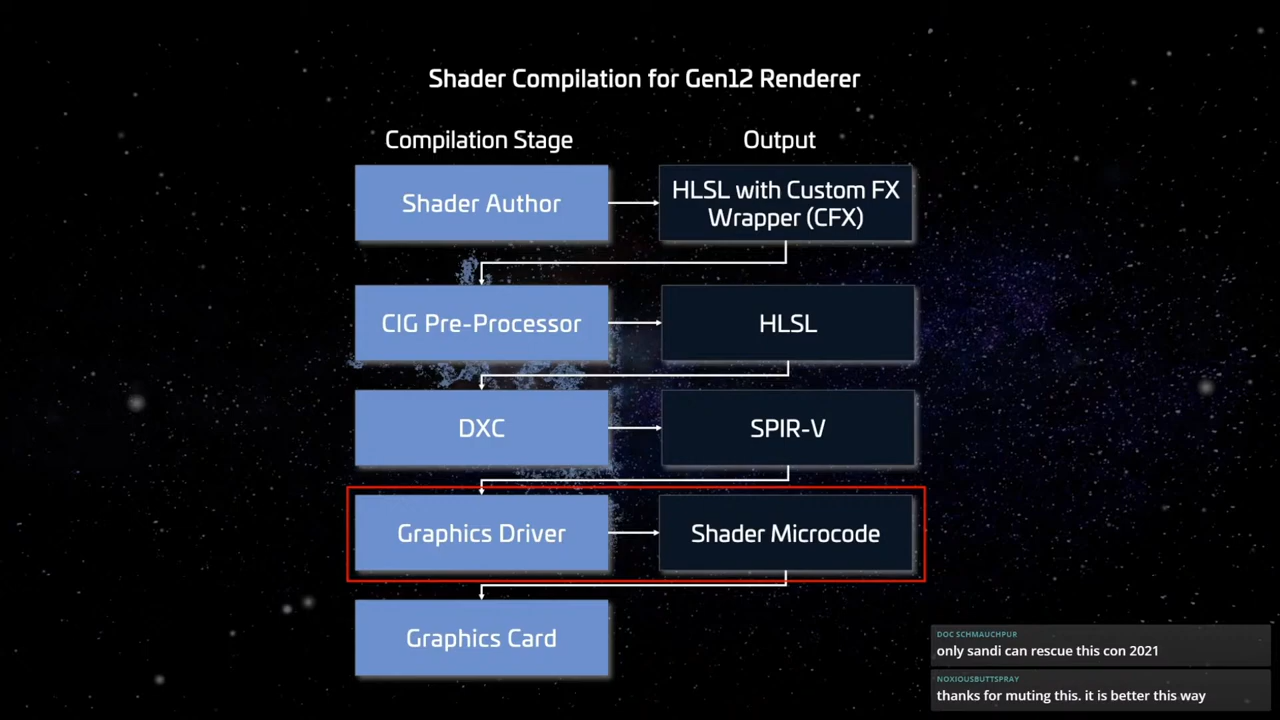 Shader Compilation for Gen12 Renderer
Compilation Stage
Output
Shader Author
HLSL with Custom FX
Wrapper (CFX)
CIG Pre-Processor
HLSL
DXC
SPIR-V
Graphics Driver
Shader Microcode
Graphics Card
DOC SCHMAUCHPUR
only sandi can rescue this con 2021
NOXIOUSBUTTSPRAY
thanks for muting this. it is better this way